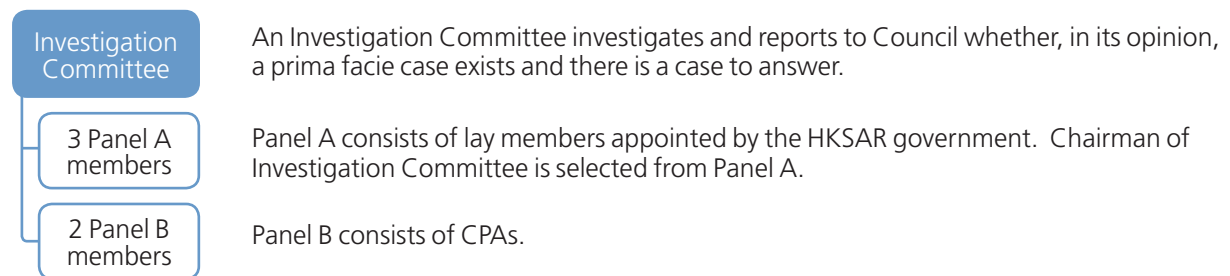 Investigation
Committee
An Investigation Committee investigates and reports to Council whether, in its opinion,
a prima facie case exists and there is a case to answer.
3 Panel A
members
Panel A consists of lay members appointed by the HKSAR government.  Chairman of
Investigation Committee is selected from Panel A.
2 Panel B
members
Panel B consists of CPAs.